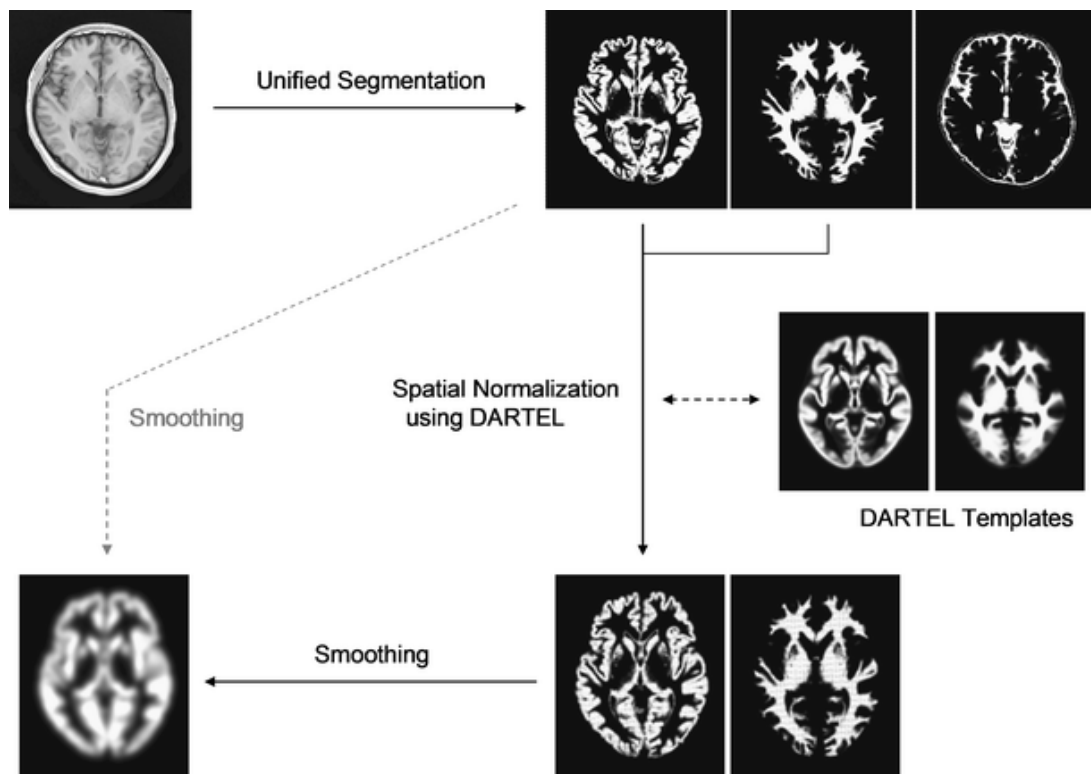 Unified Segmentation
Spatial Normalization
using DARTEL
Smoothing
DARTEL Templates
Smoothing